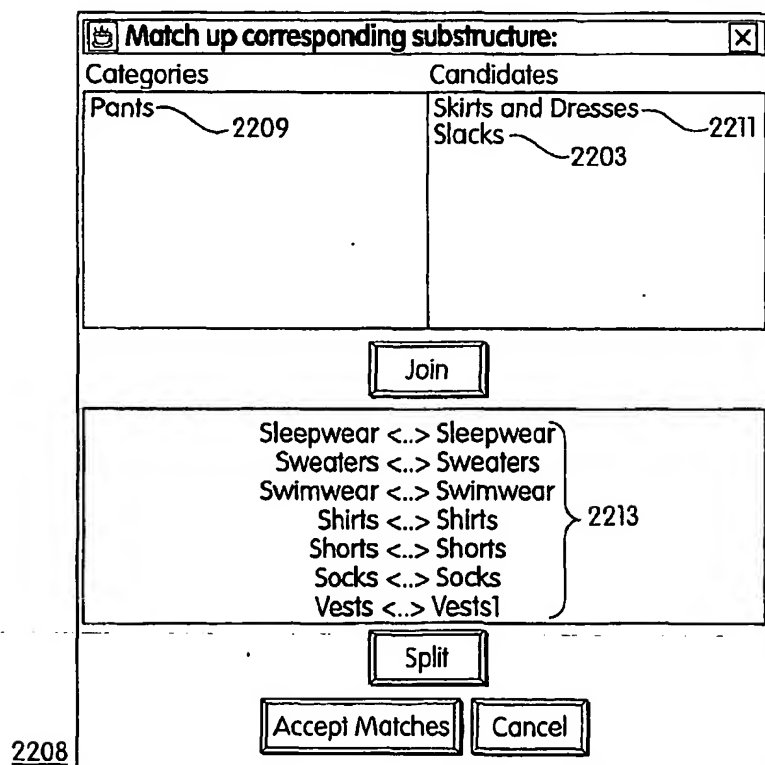 Match up corresponding substructure:
Categories Candidates
Pants 2209 Skirts and Dresses 2211
Slacks 2203
Join
Sleepwear <..> Sleepwear
Sweaters <..> Sweaters
Swimwear <..> Swimwear
Shirts <..> Shirts 2213
Shorts <..> Shorts
Socks <..> Socks
Vests <..> Vests1
Split
Accept Matches Cancel
2208